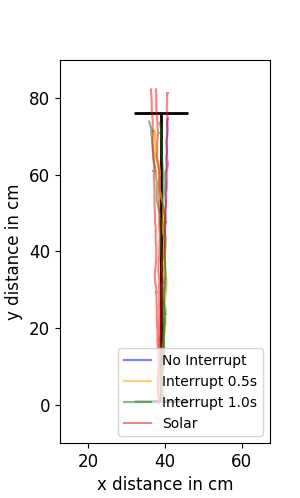 80
60
40
20
0
y distance in cm
No Interrupt
Interrupt 0.5s
Interrupt 1.0s
Solar
20 40 60
x distance in cm